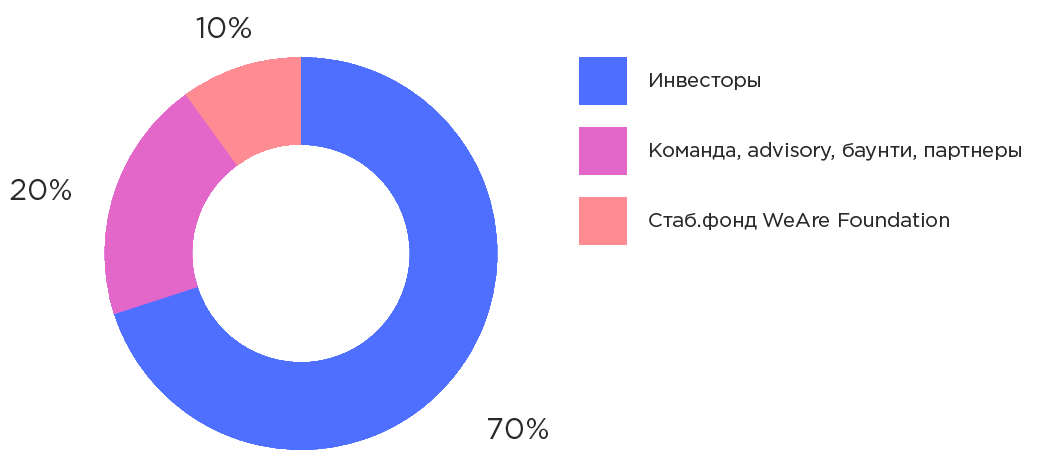 10%
20%
70%
Инвесторы
Команда, advisory, баунти, партнеры
Стаб.фонд WeAre Foundation